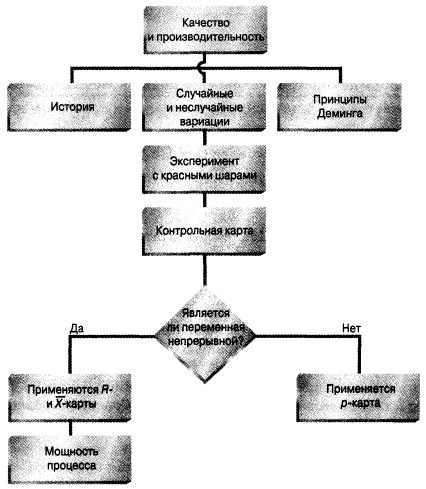 Качество
и производительность
История
Случайные
и неслучайные
вариации
Принципы
Деминга
Эксперимент
с красными шарами
Контрольная карта
Является
ли переменная
непрерывной?
Да
Нет
Применяются R-
и X̅-карты
Применяется
p-карта
Мощность
процесса